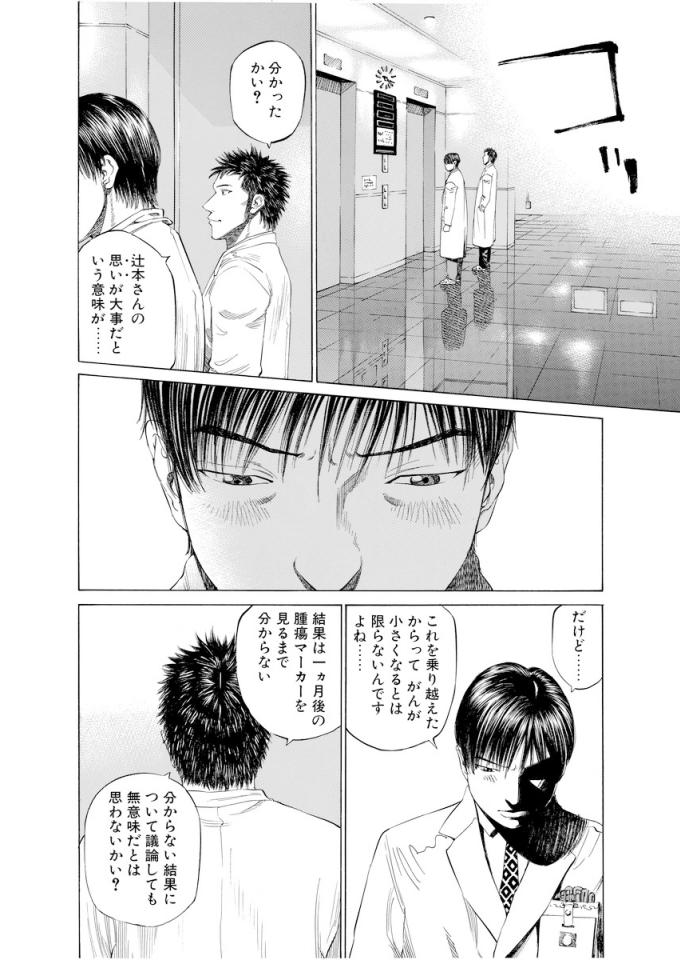 ゴ
分かった
かい？
辻本さんの
思いが大事だと
いう意味が……
だけど……
これを乗り越えた
からって がんが
小さくなるとは
限らないんです
よね……
結果は一ヵ月後の
腫瘍マーカーを
見るまで
分からない
分からない結果に
ついて議論しても
無意味だとは
思わないかい？